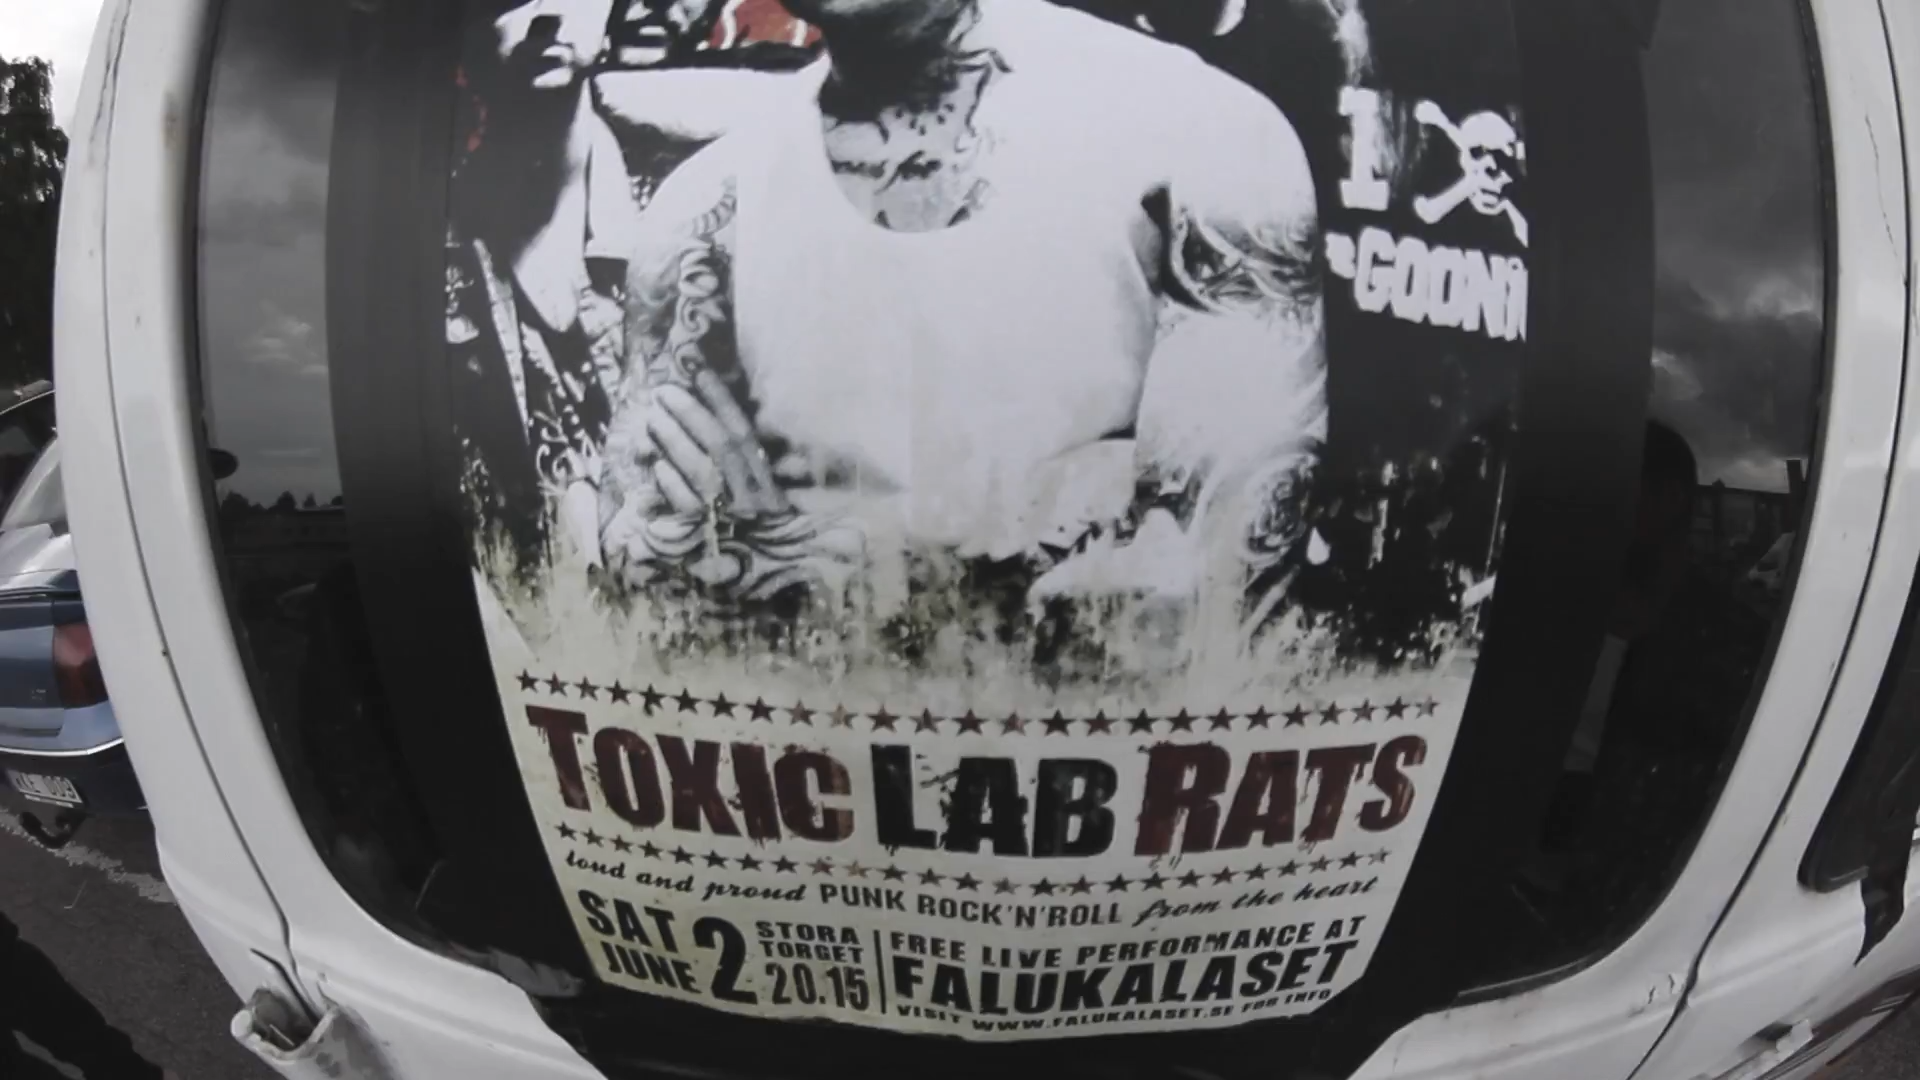 I
THE GOONI
TOXIC LAB RATS
loud and proud PUNK ROCK'N'ROLL from the heart
SAT JUNE 2
STORA TORGET 20.15
FREE LIVE PERFORMANCE AT
FALUKALASET
VISIT WWW.FALUKALASET.SE FOR INFO